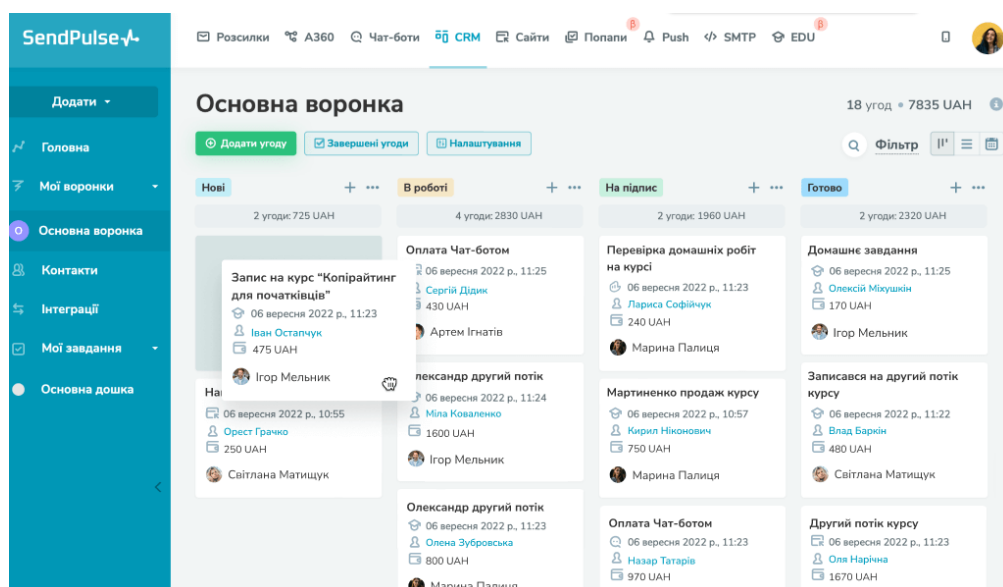 SendPulse
Розсилки A360 Чат-боти CRM Сайти Попапи β Push SMTP β EDU
Додати
Головна
Мої воронки
О Основна воронка
Контакти
Інтеграції
Мої завдання
Основна дошка
Основна воронка
18 угод • 7835 UAH
Додати угоду Завершені угоди Налаштування
Фільтр
Нові
2 угоди: 725 UAH
Запис на курс “Копірайтинг
для початківців”
06 вересня 2022 р., 11:23
Іван Остапчук
475 UAH
Ігор Мельник
06 вересня 2022 р., 10:55
Орест Грачко
250 UAH
Світлана Матищук
В роботі
4 угоди: 2830 UAH
Оплата Чат-ботом
06 вересня 2022 р., 11:25
Сергій Дідик
430 UAH
Артем Ігнатів
лександр другий потік
06 вересня 2022 р., 11:24
Міла Коваленко
1600 UAH
Ігор Мельник
Олександр другий потік
06 вересня 2022 р., 11:23
Олена Зубровська
800 UAH
Марина Палиця
На підпис
2 угоди: 1960 UAH
Перевірка домашніх робіт
на курсі
06 вересня 2022 р., 11:23
Лариса Софійчук
240 UAH
Марина Палиця
Мартиненко продаж курсу
06 вересня 2022 р., 10:57
Кирил Ніконович
750 UAH
Марина Палиця
Оплата Чат-ботом
06 вересня 2022 р., 11:23
Назар Татарів
970 UAH
Готово
2 угоди: 2320 UAH
Домашнє завдання
06 вересня 2022 р., 11:25
Олексій Міхушкін
170 UAH
Ігор Мельник
Записався на другий потік
курсу
06 вересня 2022 р., 11:22
Влад Баркін
480 UAH
Світлана Матищук
Другий потік курсу
06 вересня 2022 р., 11:23
Оля Нарічна
1670 UAH